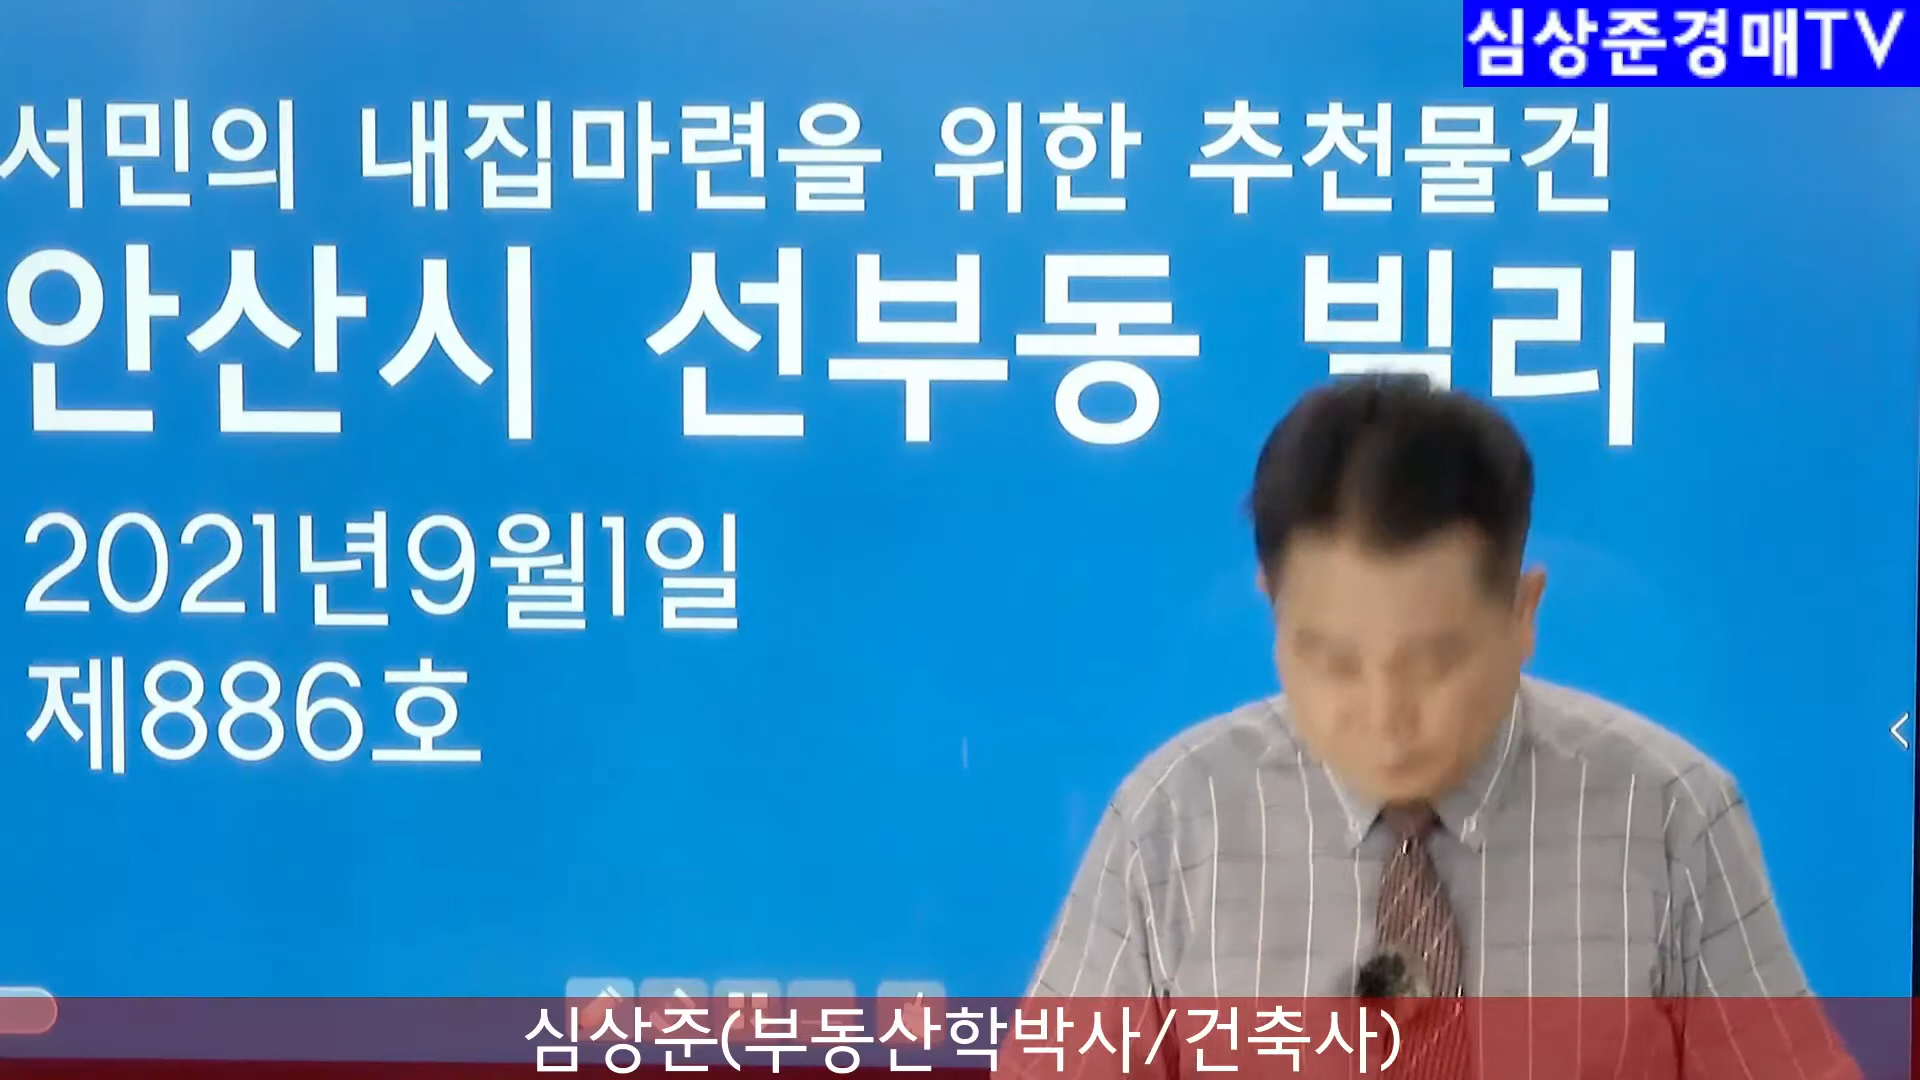 심상준경매TV
서민의 내집마련을 위한 추천물건
안산시 선부동 빌라
2021년9월1일
제886호
심상준(부동산학박사/건축사)